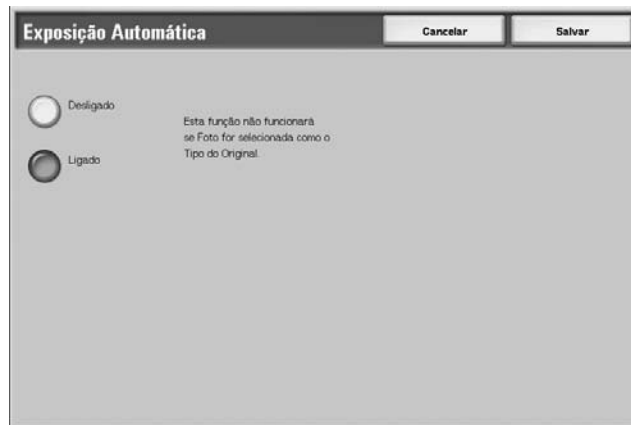 Exposição Automática
Cancelar
Salvar
Desligado
Esta função não funcionará
se Foto for selecionada como o
Tipo do Original.
Ligado